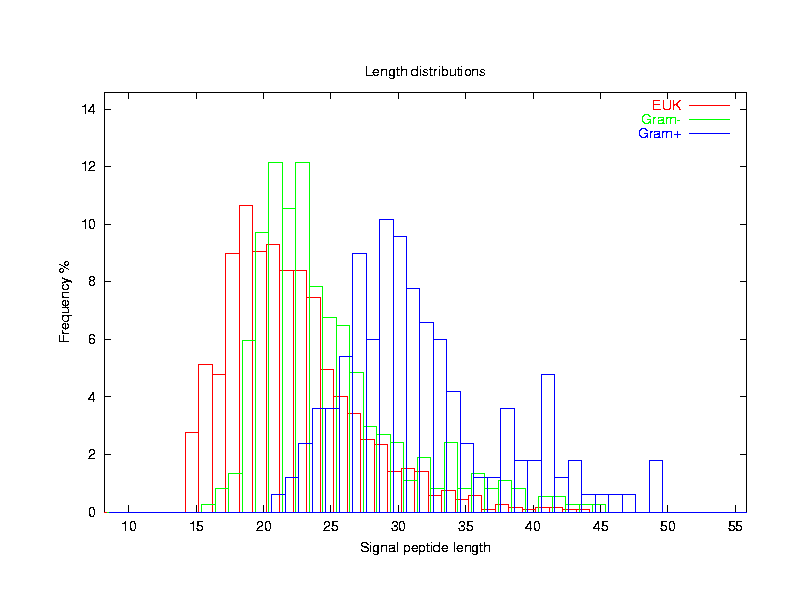 Length distributions
EUK
Gram-
Gram+
Frequency %
14
12
10
8
6
4
2
0
10 15 20 25 30 35 40 45 50 55
Signal peptide length